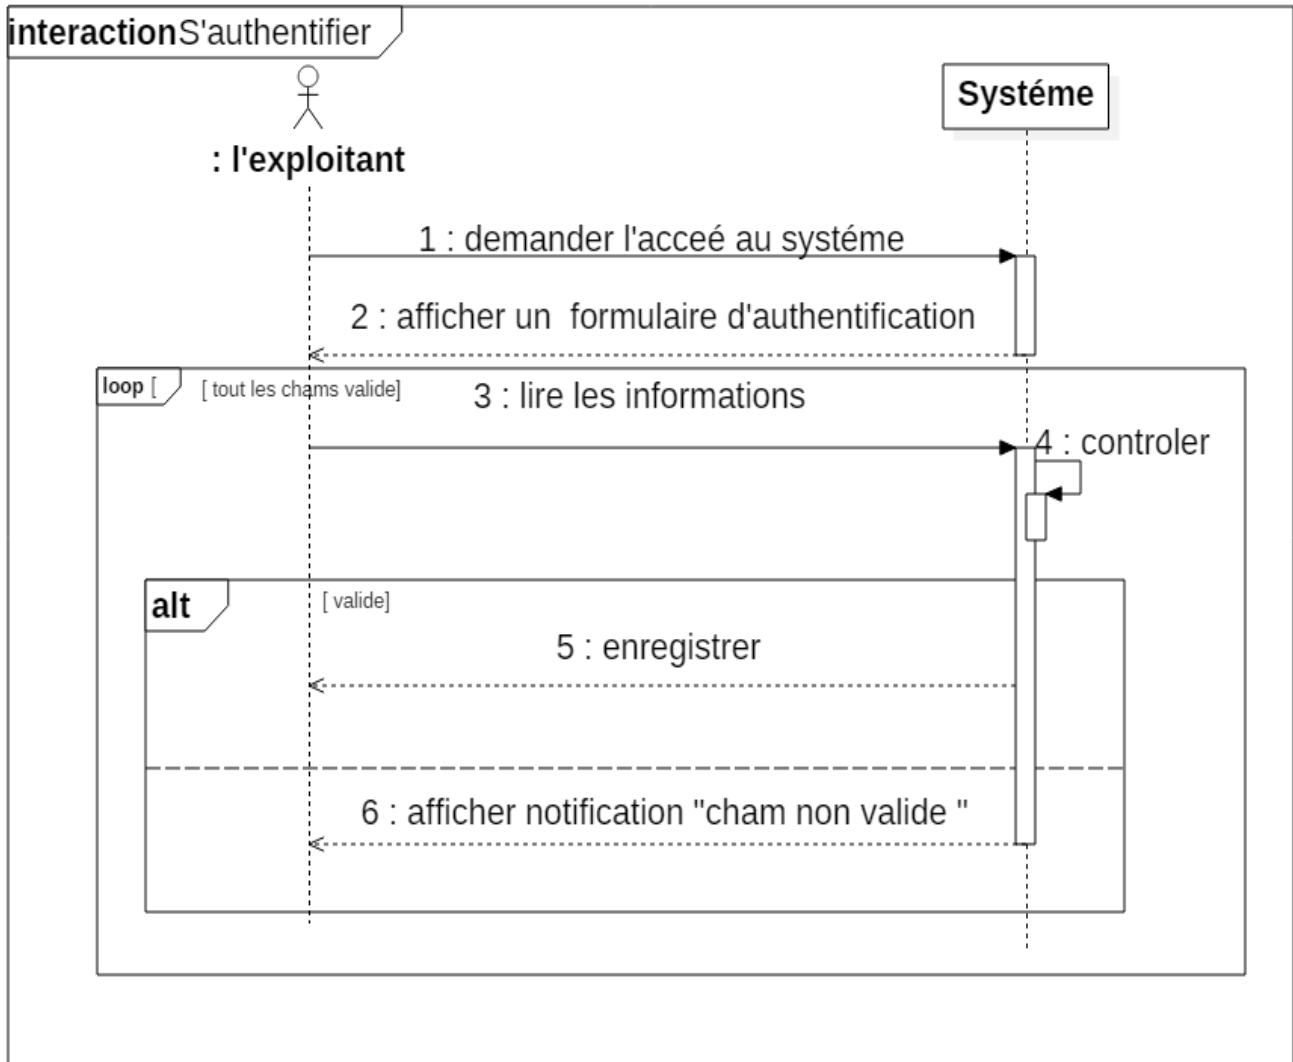 interactionS'authentifier
Systéme
: l'exploitant
1 : demander l'acceé au systéme
2 : afficher un  formulaire d'authentification
loop [
[ tout les chams valide]
3 : lire les informations
4 : controler
alt
[ valide]
5 : enregistrer
6 : afficher notification "cham non valide "